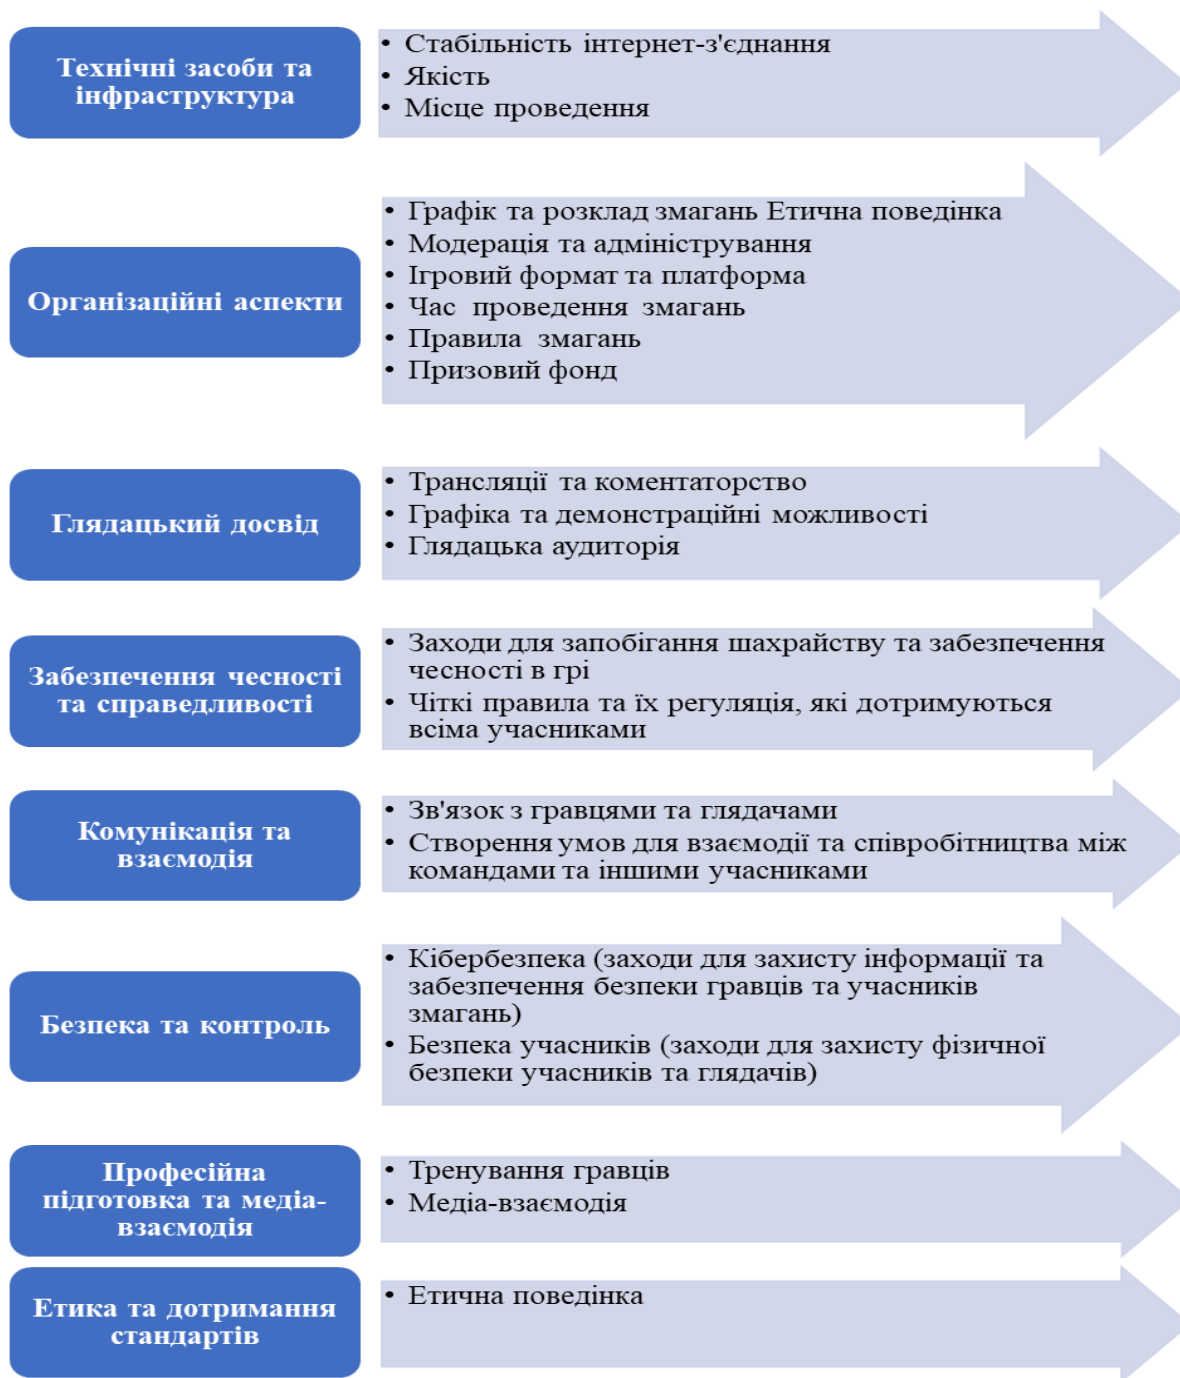 Технічні засоби та
інфраструктура
• Стабільність інтернет-з'єднання
• Якість
• Місце проведення
Організаційні аспекти
• Графік та розклад змагань Етична поведінка
• Модерація та адміністрування
• Ігровий формат та платформа
• Час проведення змагань
• Правила змагань
• Призовий фонд
Глядацький досвід
• Трансляції та коментаторство
• Графіка та демонстраційні можливості
• Глядацька аудиторія
Забезпечення чесності
та справедливості
• Заходи для запобігання шахрайству та забезпечення
чесності в грі
• Чіткі правила та їх регуляція, які дотримуються
всіма учасниками
Комунікація та
взаємодія
• Зв'язок з гравцями та глядачами
• Створення умов для взаємодії та співробітництва між
командами та іншими учасниками
Безпека та контроль
• Кібербезпека (заходи для захисту інформації та
забезпечення безпеки гравців та учасників
змагань)
• Безпека учасників (заходи для захисту фізичної
безпеки учасників та глядачів)
Професійна
підготовка та медіа-
взаємодія
• Тренування гравців
• Медіа-взаємодія
Етика та дотримання
стандартів
• Етична поведінка